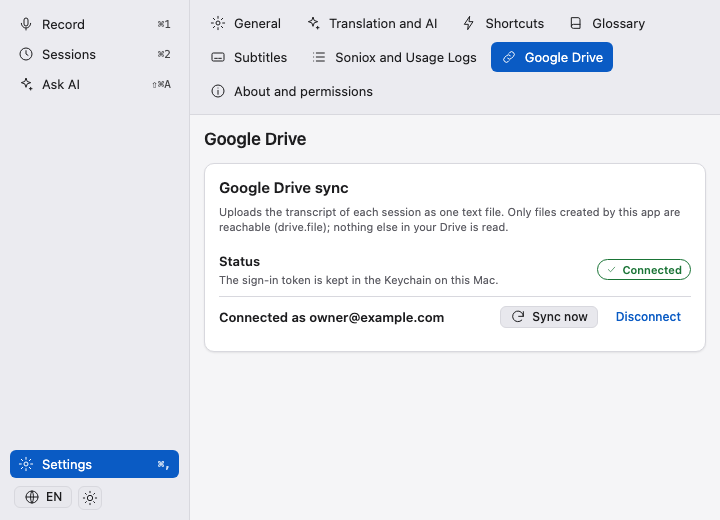 Record ⌘1
Sessions ⌘2
Ask AI ⇧⌘A
General Translation and AI Shortcuts Glossary
Subtitles Soniox and Usage Logs Google Drive
About and permissions
Google Drive
Google Drive sync
Uploads the transcript of each session as one text file. Only files created by this app are
reachable (drive.file); nothing else in your Drive is read.
Status
The sign-in token is kept in the Keychain on this Mac.
Connected
Connected as owner@example.com Sync now Disconnect
Settings ⌘,
EN